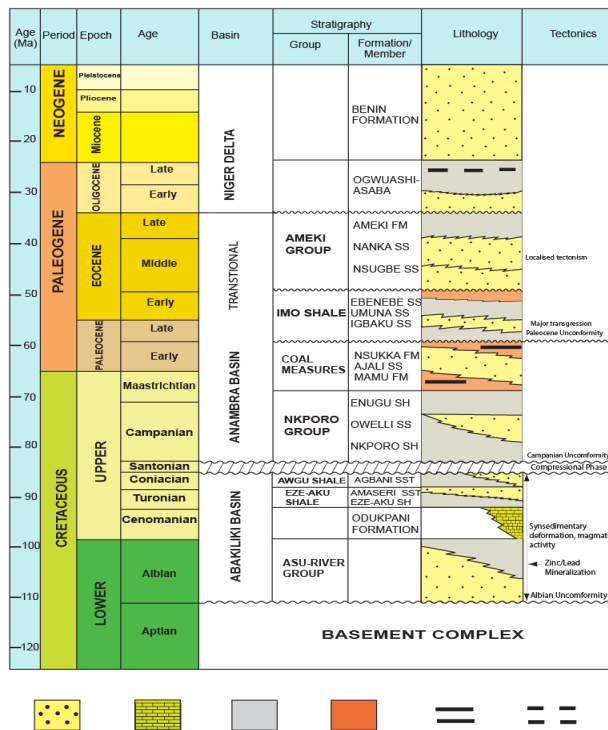 Age (Ma)
Period
Epoch
Age
Basin
Stratigraphy
Group
Formation/ Member
Lithology
Tectonics
10
20
30
40
50
60
70
80
90
-100
-110
-120
NEOGENE
PALEOGENE
CRETACEOUS
Pleistocene
Pliocene
Miocene
OLIGOCENE
EOCENE
PALEOCENE
UPPER
LOWER
Late
Early
Late
Middle
Early
Late
Early
Maastrichtian
Campanian
Santonian
Coniacian
Turonian
Cenomanian
Albian
Aptian
NIGER DELTA
TRANSTIONAL
ANAMBRA BASIN
ABAKILIKI BASIN
AMEKI GROUP
IMO SHALE
COAL MEASURES
NKPORO GROUP
AWGU SHALE
EZE-AKU SHALE
ASU-RIVER GROUP
BENIN FORMATION
OGWUASHI-ASABA
AMEKI FM
NANKA SS
NSUGBE SS
EBENEBE SS
UMUNA SS
IGBAKU SS
NSUKKA FM
AJALI SS
MAMU FM
ENUGU SH
OWELLI SS
NKPORO SH
AGBANI SST
AMASERI SST
EZE-AKU SH
ODUKPANI FORMATION
Localised tectonism
Major transgression
Paleocene Unconformity
Campanian Uncomformity
Compressional Phase
Synsedimentary deformation, magmatic activity
Zinc/Lead Mineralization
Albian Uncomformity
BASEMENT COMPLEX